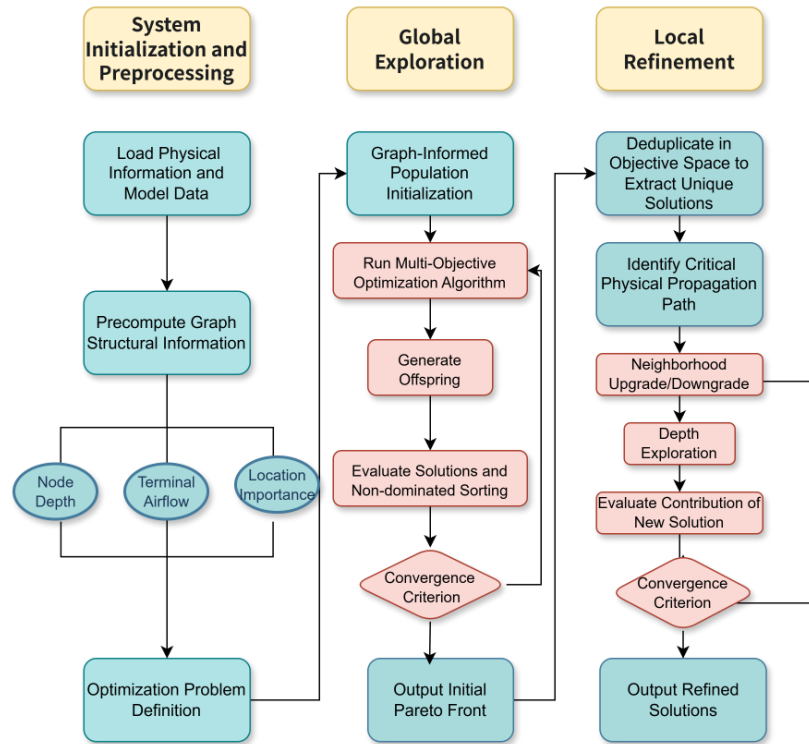 System
Initialization and
Preprocessing
Load Physical
Information and
Model Data
Precompute Graph
Structural Information
Node
Depth
Terminal
Airflow
Location
Importance
Optimization Problem
Definition
Global
Exploration
Graph-Informed
Population
Initialization
Run Multi-Objective
Optimization Algorithm
Generate
Offspring
Evaluate Solutions and
Non-dominated Sorting
Convergence
Criterion
Output Initial
Pareto Front
Local
Refinement
Deduplicate in
Objective Space to
Extract Unique
Solutions
Identify Critical
Physical Propagation
Path
Neighborhood
Upgrade/Downgrade
Depth
Exploration
Evaluate Contribution of
New Solution
Convergence
Criterion
Output Refined
Solutions